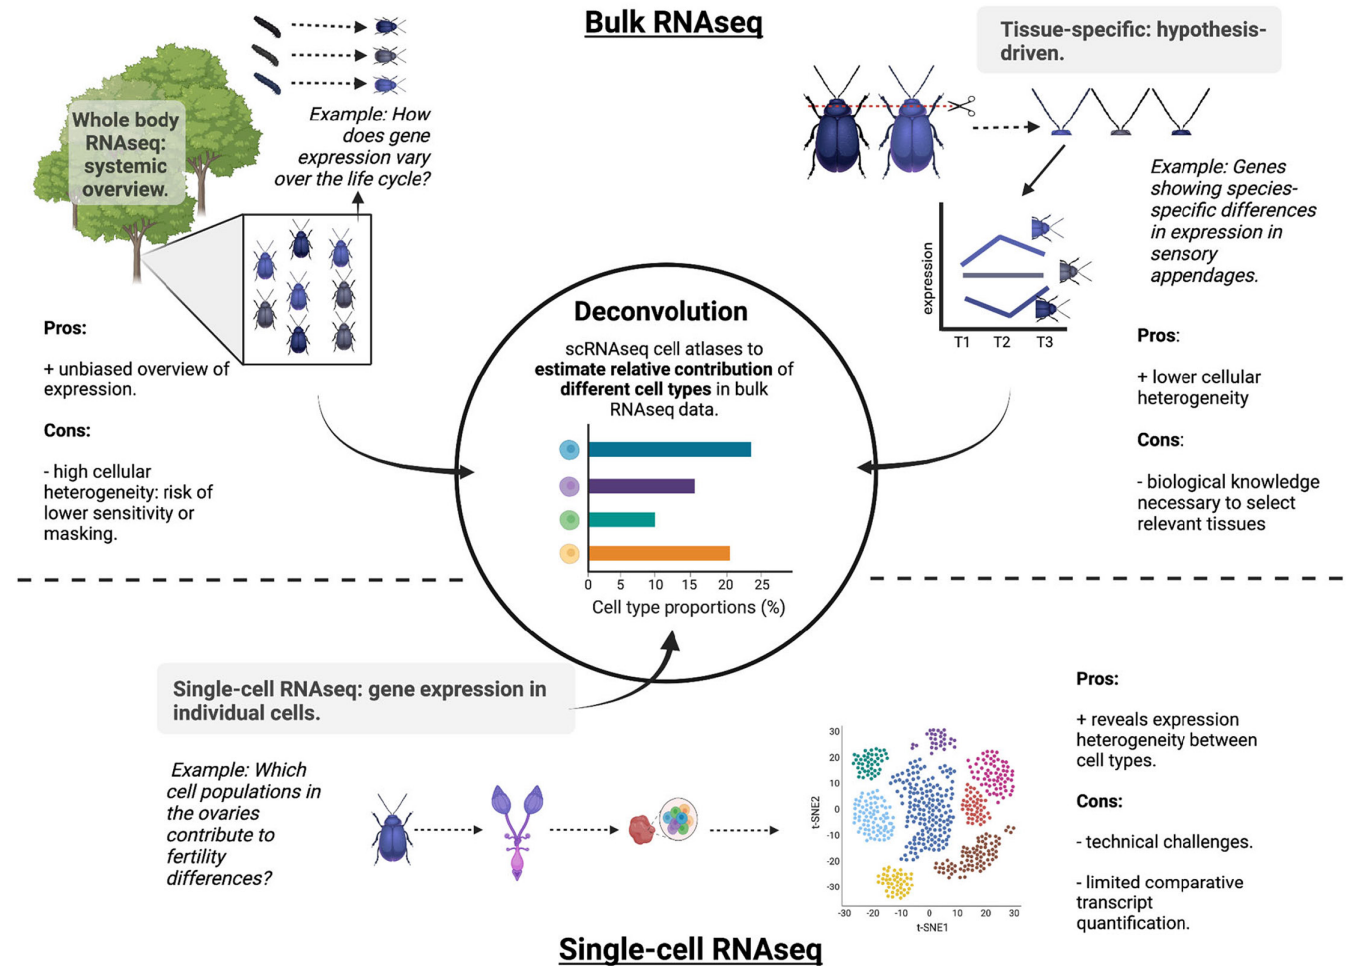 Bulk RNAseq
Whole body
RNAseq:
systemic
overview.
Example: How
does gene
expression vary
over the life cycle?
Pros:
+ unbiased overview of
expression.
Cons:
- high cellular
heterogeneity: risk of
lower sensitivity or
masking.
Tissue-specific: hypothesis-
driven.
Example: Genes
showing species-
specific differences
in expression in
sensory
appendages.
expression
T1 T2 T3
Pros:
+ lower cellular
heterogeneity
Cons:
- biological knowledge
necessary to select
relevant tissues
Deconvolution
scRNAseq cell atlases to
estimate relative contribution of
different cell types in bulk
RNAseq data.
0 5 10 15 20 25
Cell type proportions (%)
Single-cell RNAseq: gene expression in
individual cells.
Example: Which
cell populations in
the ovaries
contribute to
fertility
differences?
30
20
10
0
-10
-20
-30
t-SNE2
-30 -20 -10 0 10 20 30
t-SNE1
Pros:
+ reveals expression
heterogeneity between
cell types.
Cons:
- technical challenges.
- limited comparative
transcript
quantification.
Single-cell RNAseq